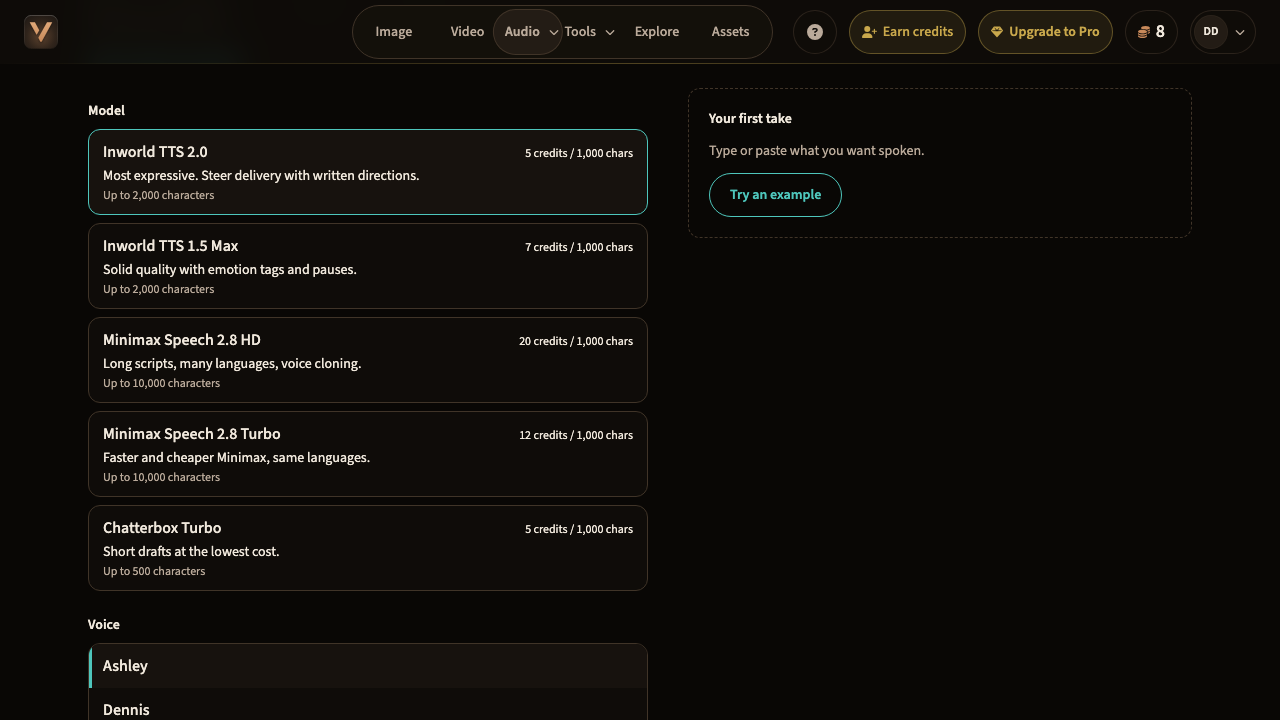 Image
Video
Audio
Tools
Explore
Assets
?
Earn credits
Upgrade to Pro
8
DD
Model
Inworld TTS 2.0
5 credits / 1,000 chars
Most expressive. Steer delivery with written directions.
Up to 2,000 characters
Inworld TTS 1.5 Max
7 credits / 1,000 chars
Solid quality with emotion tags and pauses.
Up to 2,000 characters
Minimax Speech 2.8 HD
20 credits / 1,000 chars
Long scripts, many languages, voice cloning.
Up to 10,000 characters
Minimax Speech 2.8 Turbo
12 credits / 1,000 chars
Faster and cheaper Minimax, same languages.
Up to 10,000 characters
Chatterbox Turbo
5 credits / 1,000 chars
Short drafts at the lowest cost.
Up to 500 characters
Voice
Ashley
Dennis
Your first take
Type or paste what you want spoken.
Try an example